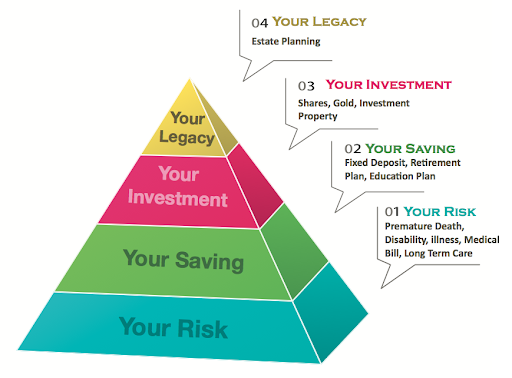 04 YOUR LEGACY
Estate Planning
03 YOUR INVESTMENT
Shares, Gold, Investment
Property
02 YOUR SAVING
Fixed Deposit, Retirement
Plan, Education Plan
01 YOUR RISK
Premature Death,
Disability, illness, Medical
Bill, Long Term Care
Your
Legacy
Your
Investment
Your Saving
Your Risk